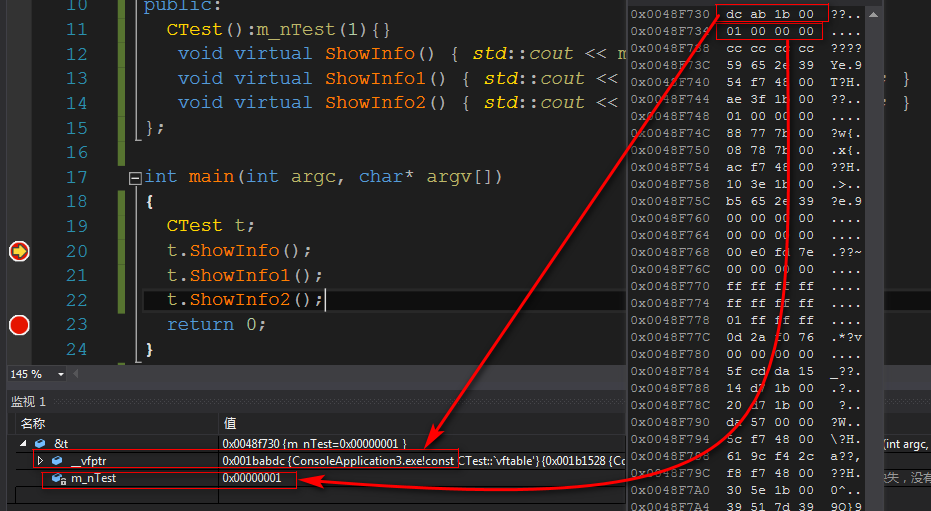 10 public:
11 CTest():m_nTest(1){}
12 void virtual ShowInfo() { std::cout << m
13 void virtual ShowInfo1() { std::cout << e }
14 void virtual ShowInfo2() { std::cout << e }
15 };
16
17 int main(int argc, char* argv[])
18 {
19 CTest t;
20 t.ShowInfo();
21 t.ShowInfo1();
22 t.ShowInfo2();
23 return 0;
24 }
145 %
监视 1
名称 值
&t 0x0048f730 {m_nTest=0x00000001 }
__vfptr 0x001babdc {ConsoleApplication3.exe!const CTest::`vftable'} {0x001b1528 {Co
m_nTest 0x00000001
(int argc,
缺失，没有
0x0048F730 dc ab 1b 00 ??..
0x0048F734 01 00 00 00 ....
0x0048F738 cc cc cc cc ????
0x0048F73C 59 65 2e 39 Ye.9
0x0048F740 54 f7 48 00 T?H.
0x0048F744 ae 3f 1b 00 ??..
0x0048F748 01 00 00 00 ....
0x0048F74C 88 77 7b 00 ?w{.
0x0048F750 08 78 7b 00 .x{.
0x0048F754 ac f7 48 00 ??H.
0x0048F758 10 3e 1b 00 .>..
0x0048F75C b5 65 2e 39 ?e.9
0x0048F760 00 00 00 00 ....
0x0048F764 00 00 00 00 ....
0x0048F768 00 e0 fd 7e .??~
0x0048F76C 00 00 00 00 ....
0x0048F770 ff ff ff ff ....
0x0048F774 ff ff ff ff ....
0x0048F778 01 ff ff ff ....
0x0048F77C 0d 2a f0 76 .*?v
0x0048F780 00 00 00 00 ....
0x0048F784 5f cd da 15 _??.
0x0048F788 14 d7 1b 00 .?..
0x0048F78C 20 d7 1b 00 ?..
0x0048F790 da 57 00 00 ?W..
0x0048F794 5c f7 48 00 \?H.
0x0048F798 61 9c f4 2c a??,
0x0048F79C f8 f7 48 00 ??H.
0x0048F7A0 30 5e 1b 00 0^..
0x0048F7A4 39 51 7d 39 9Q}9